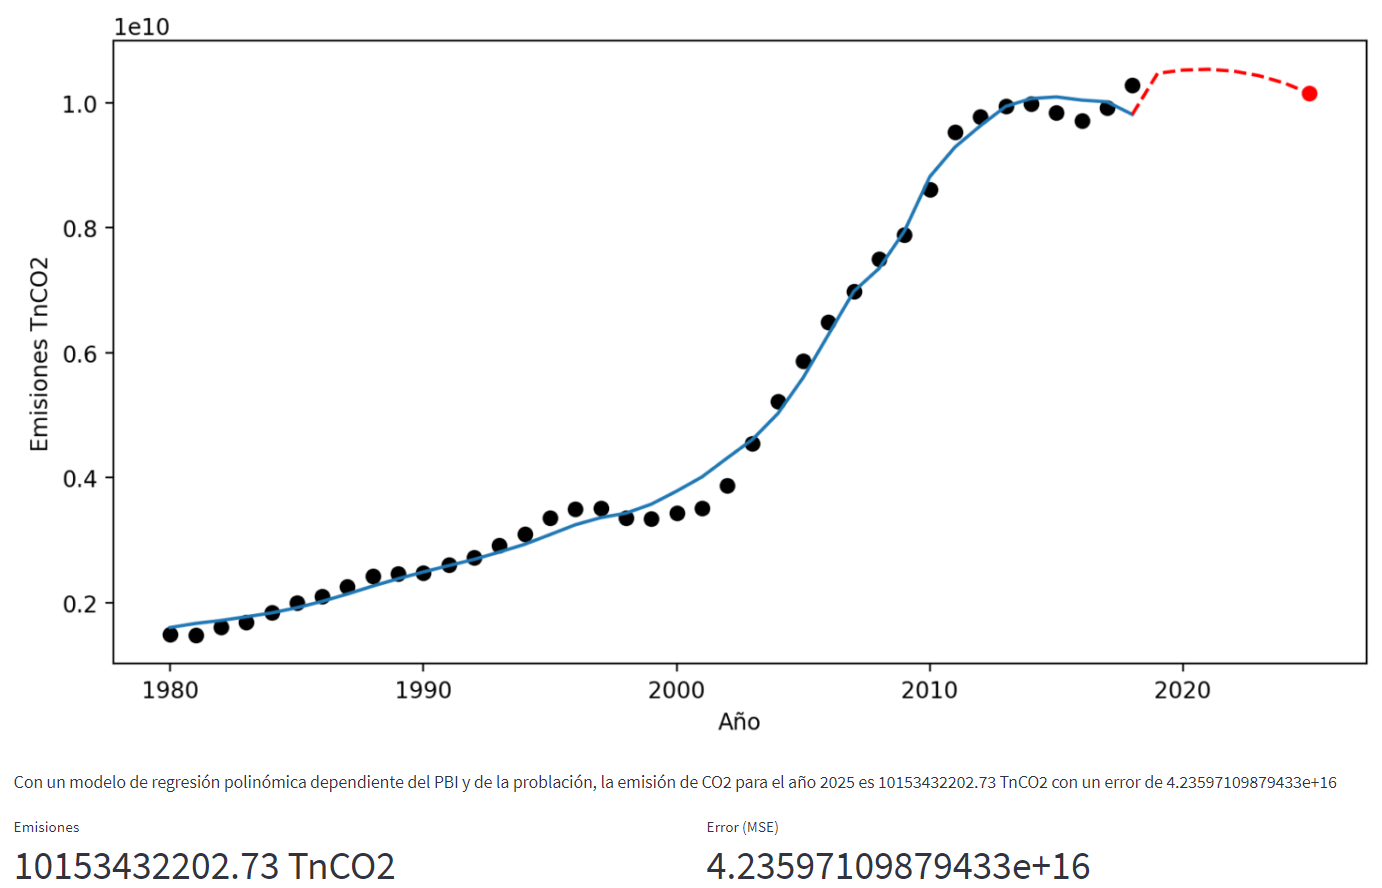 1e10
1.0
0.8
0.6
0.4
0.2
Emisiones TnCO2
1980 1990 2000 2010 2020
Año
Con un modelo de regresión polinómica dependiente del PBI y de la problación, la emisión de CO2 para el año 2025 es 10153432202.73 TnCO2 con un error de 4.23597109879433e+16
Emisiones
10153432202.73 TnCO2
Error (MSE)
4.23597109879433e+16